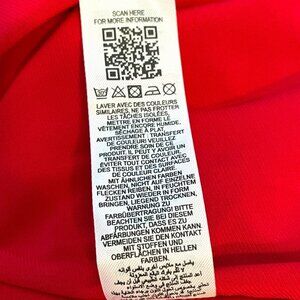 SCAN HERE
FOR MORE
INFORMATION
LAVER AVEC DES COULEURS
SIMILAIRES, NE PAS FROTTER
LES TÂCHES ISOLÉES,
METTRE EN FORME LE
VÊTEMENT ENCORE HUMIDE,
SÉCHAGE À PLAT,
AVERTISSEMENT : TRANSFERT
DE COULEUR VEUILLEZ
PRENDRE SOIN DE CE
PRODUIT. IL PEUT Y AVOIR UN
TRANSFERT DE COULEUR.
ÉVITER TOUT CONTACT AVEC
DES TISSUS ET DES SURFACES
DE COULEUR CLAIRE
MIT ÄHNLICHEN FARBEN
WASCHEN, NICHT AUF EINZELNE
FLECKEN REIBEN, IN FEUCHTEM
ZUSTAND WIEDER IN FORM
BRINGEN, LIEGEND TROCKNEN,
WARNUNG ZU
FARBÜBERTRAGUNG! BITTE
BEACHTEN SIE BEI DIESEM
PRODUKT, DASS ES ZU
ABFÄRBUNGEN KOMMEN KANN.
VERMEIDEN SIE DEN KONTAKT
MIT STOFFEN UND
OBERFLÄCHEN IN HELLEN
FARBEN.